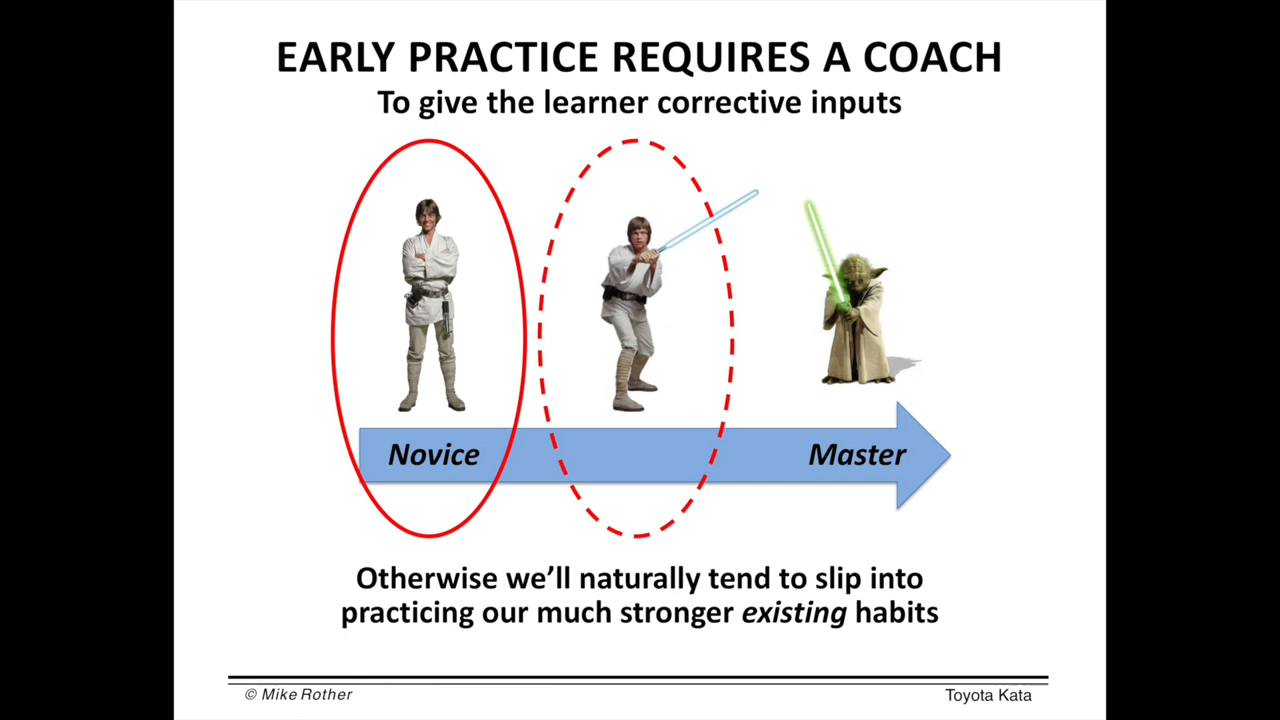 EARLY PRACTICE REQUIRES A COACH
To give the learner corrective inputs
Novice
Master
Otherwise we’ll naturally tend to slip into
practicing our much stronger existing habits
© Mike Rother
Toyota Kata